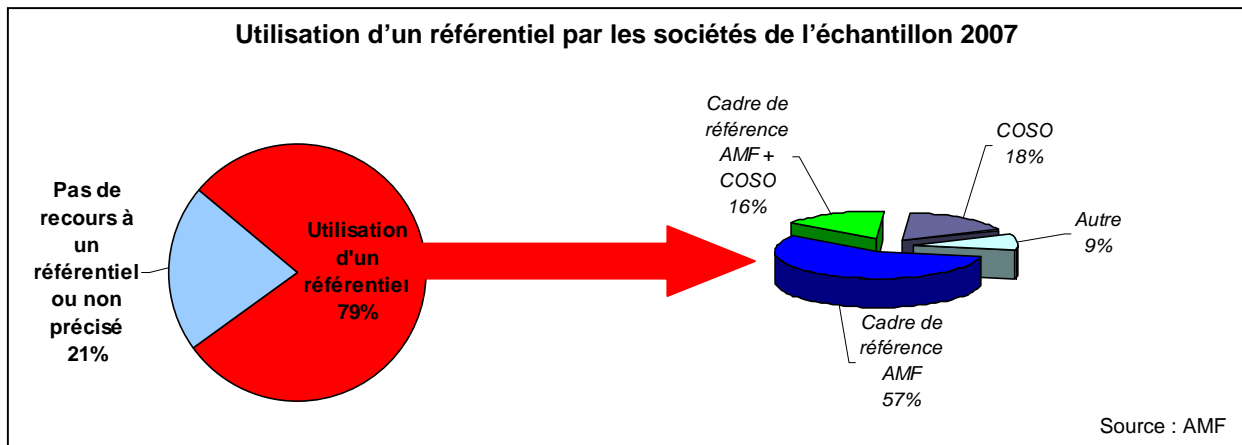 Utilisation d’un référentiel par les sociétés de l’échantillon 2007
Pas de
recours à
un
référentiel
ou non
précisé
21%
Utilisation
d'un
référentiel
79%
Cadre de
référence
AMF +
COSO
16%
COSO
18%
Autre
9%
Cadre de
référence
AMF
57%
Source : AMF